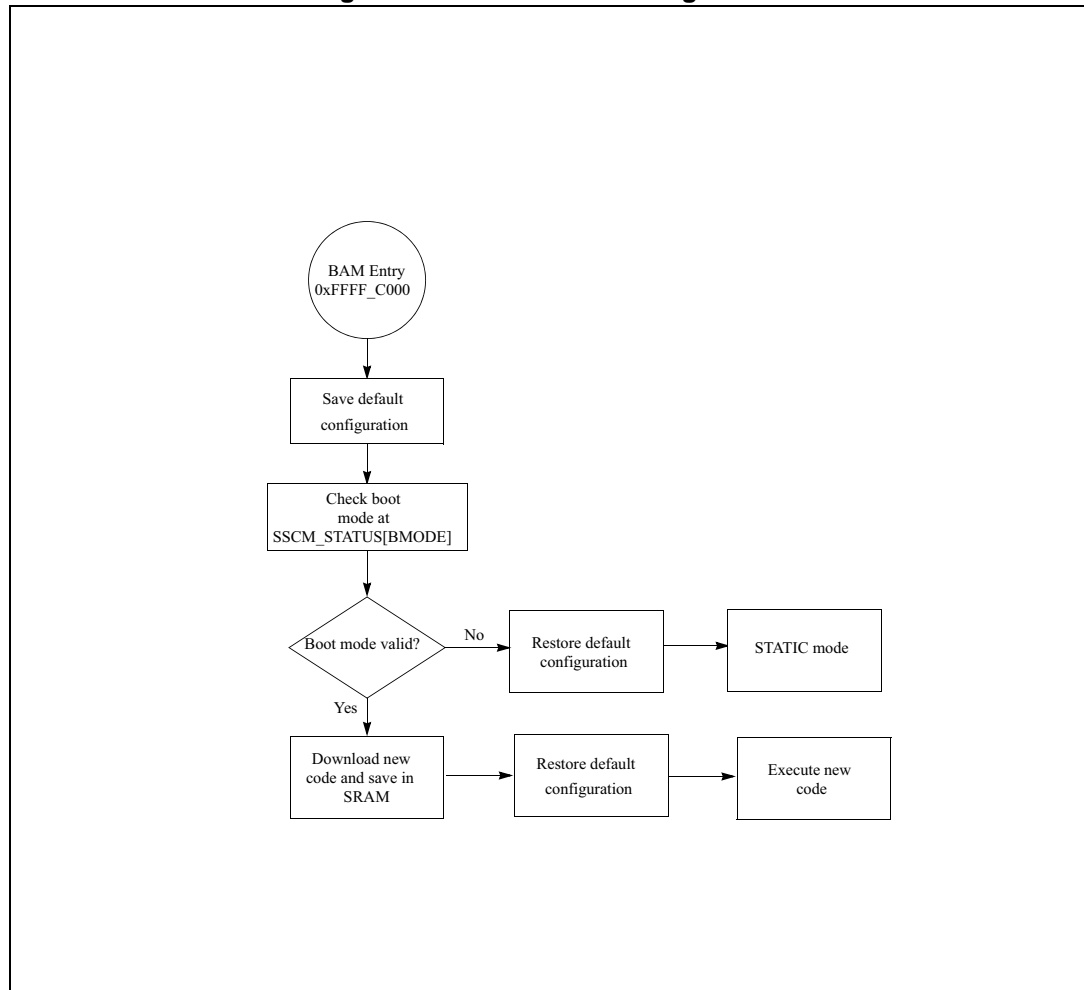 BAM Entry
0xFFFF_C000
Save default
configuration
Check boot
mode at
SSCM_STATUS[BMODE]
Boot mode valid?
No
Restore default
configuration
STATIC mode
Yes
Download new
code and save in
SRAM
Restore default
configuration
Execute new
code